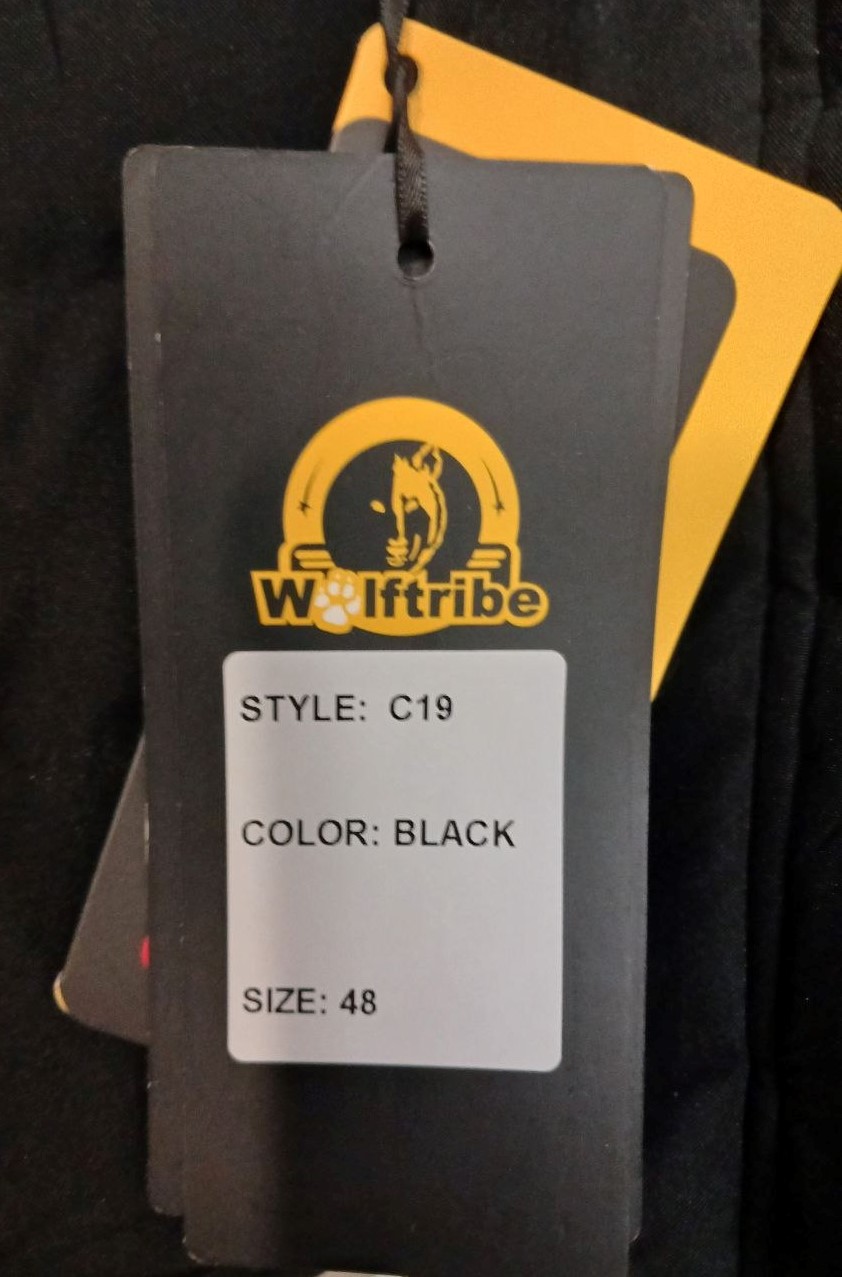 Wolftribe
STYLE: C19
COLOR: BLACK
SIZE: 48